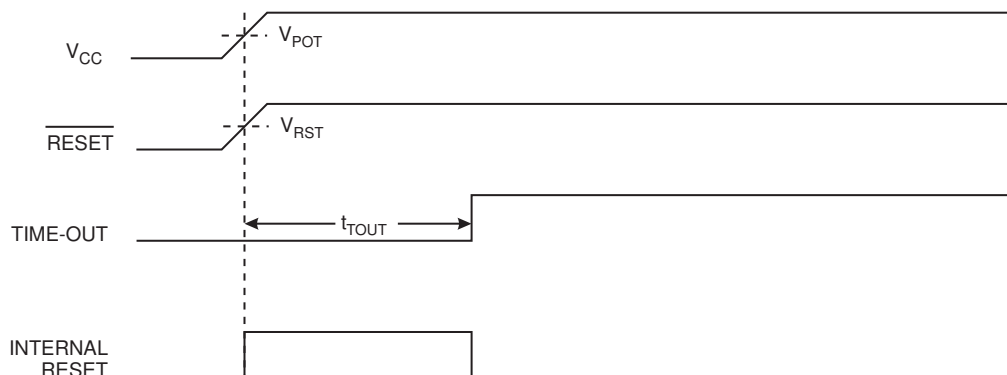 V_CC
V_POT
RESET
V_RST
TIME-OUT
t_TOUT
INTERNAL
RESET